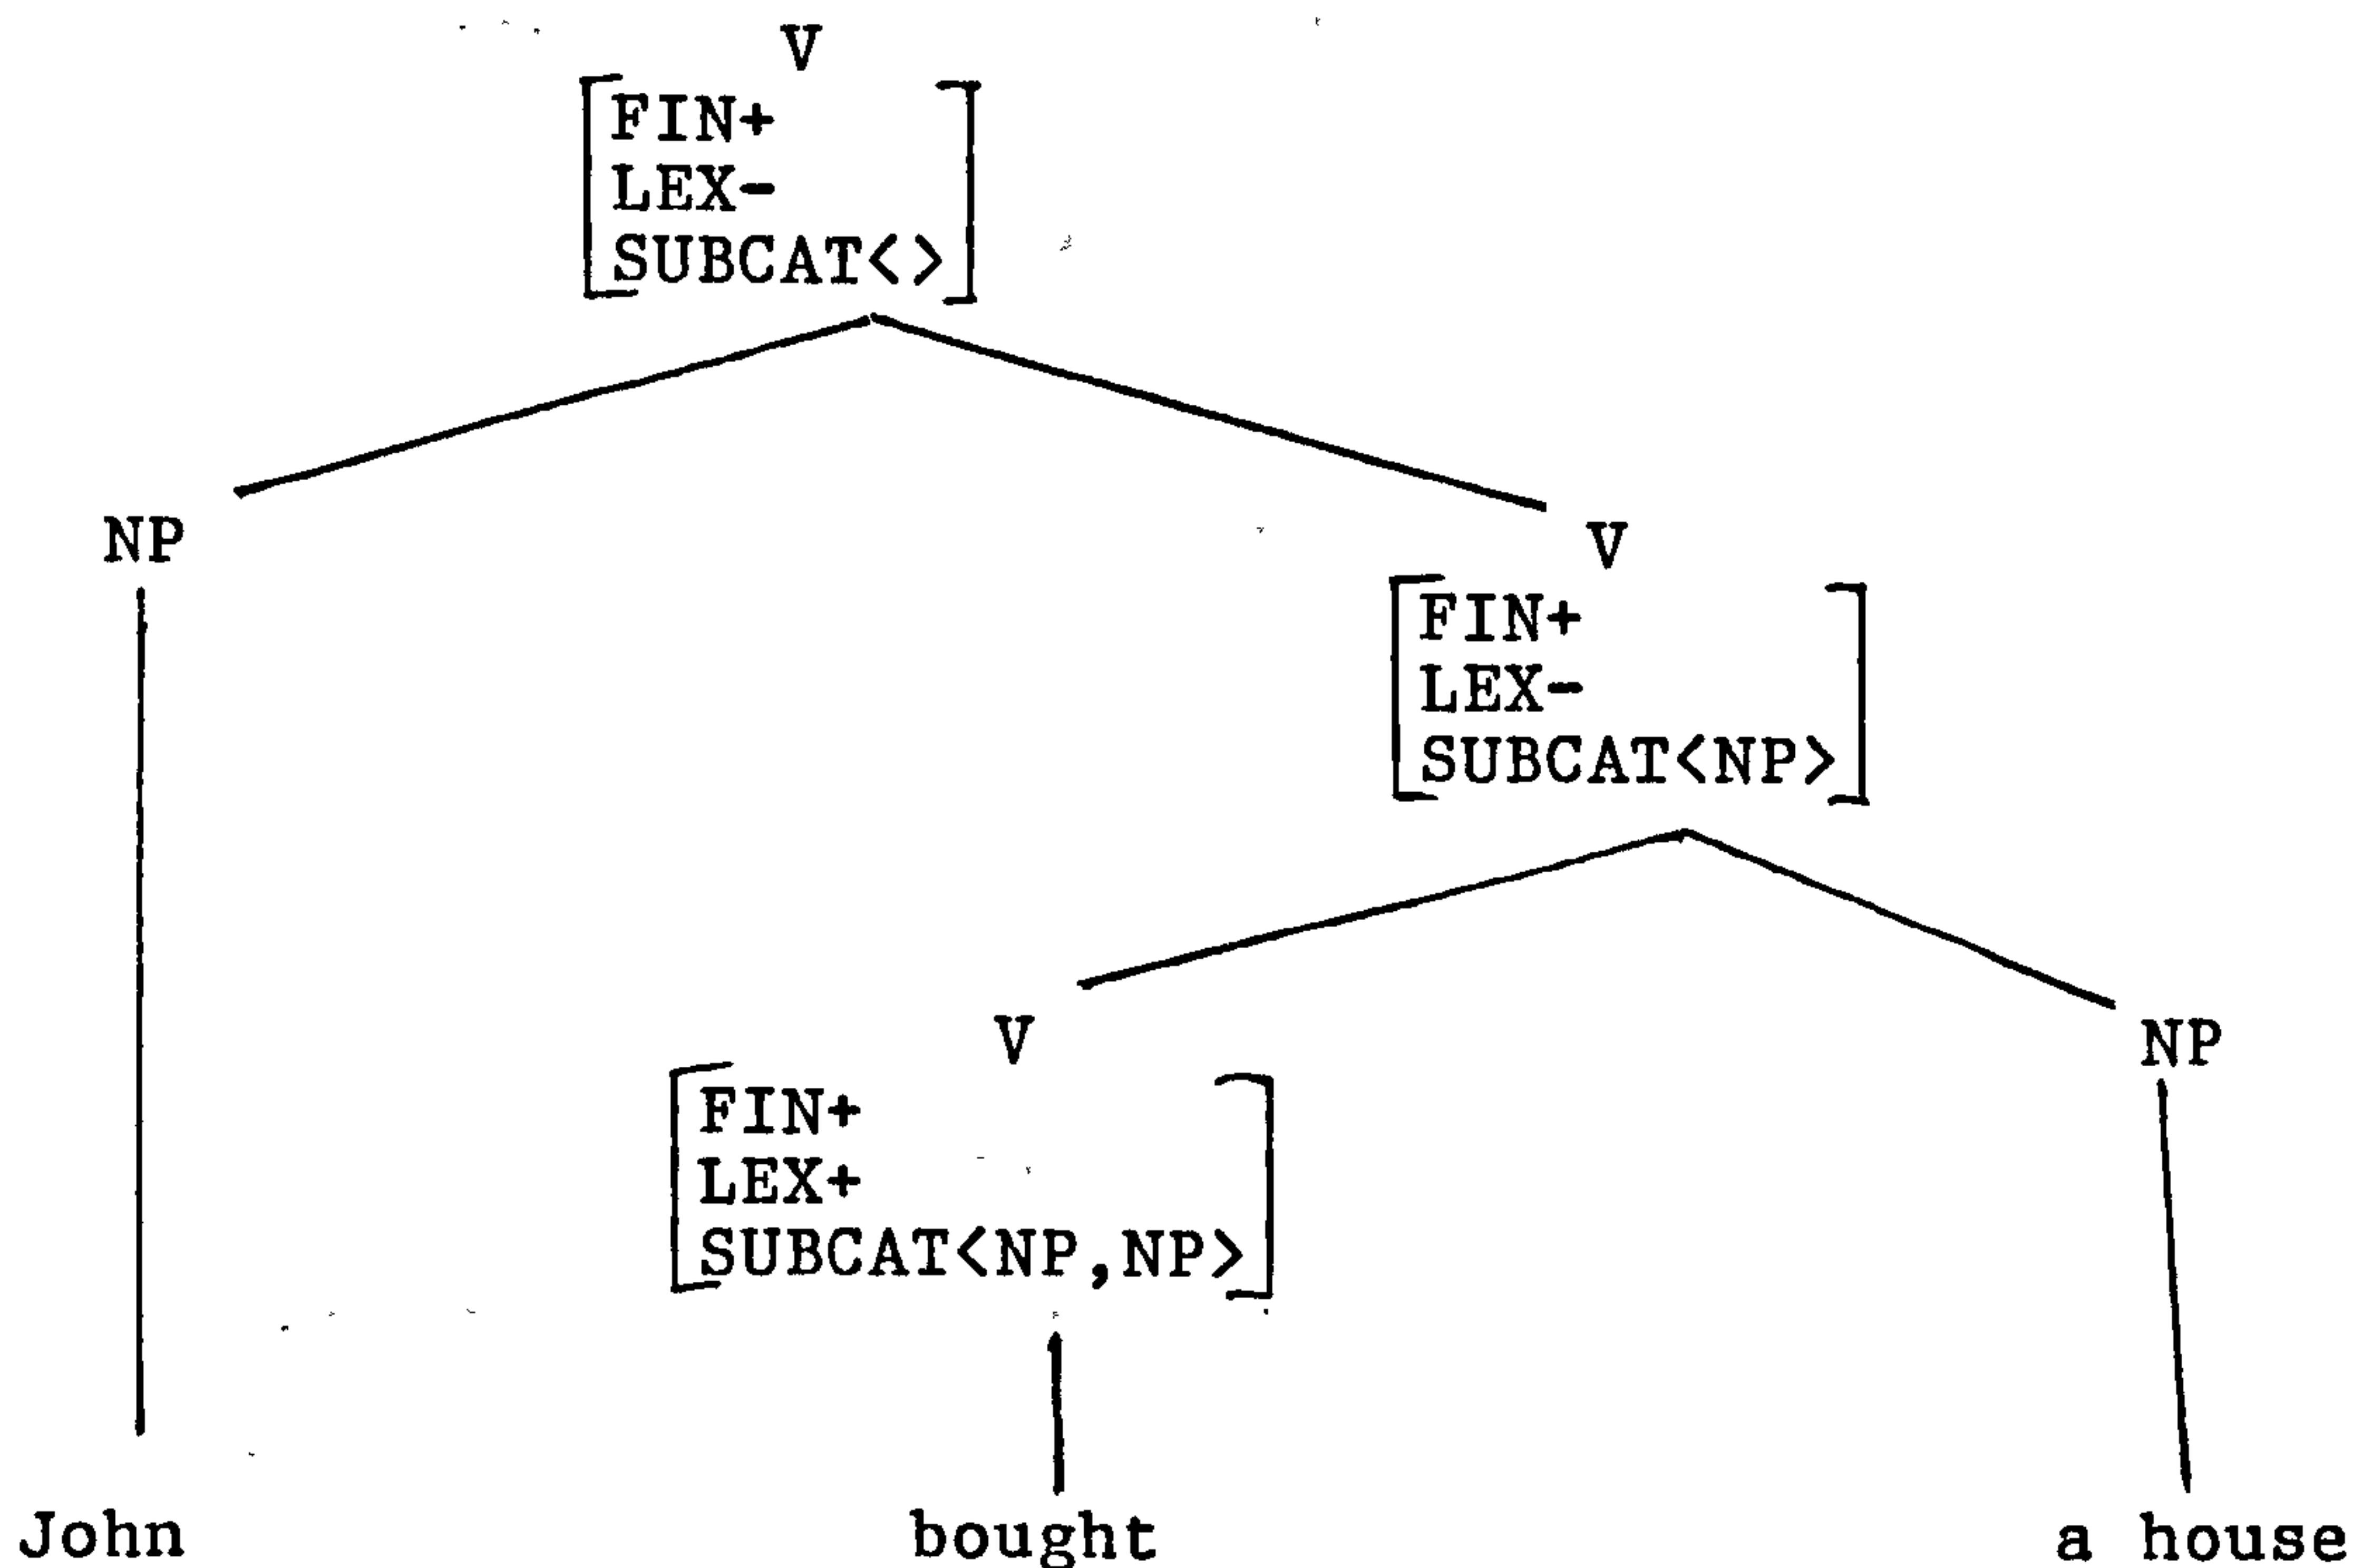 V
FIN+
LEX-
SUBCAT<>
NP
V
FIN+
LEX-
SUBCAT<NP>
V
NP
FIN+
LEX+
SUBCAT<NP,NP>
John bought a house